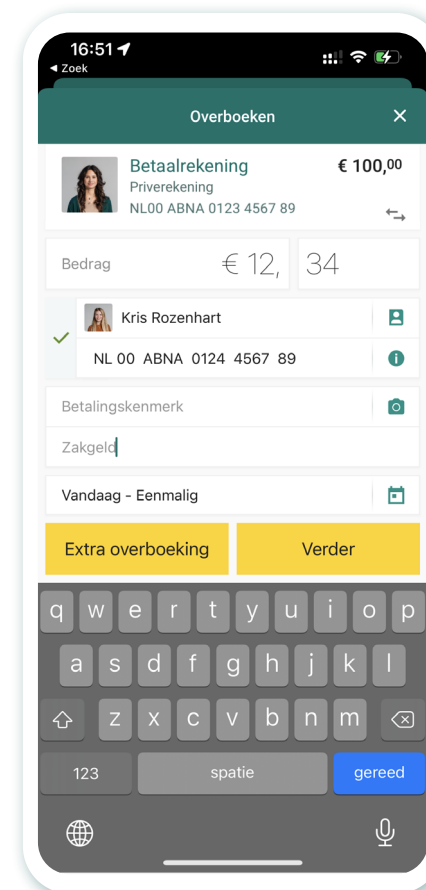 16:51
◀ Zoek
Overboeken
Betaalrekening € 100,00
Priverekening
NL00 ABNA 0123 4567 89
Bedrag € 12, 34
Kris Rozenhart
NL 00 ABNA 0124 4567 89
Betalingskenmerk
Zakgeld
Vandaag - Eenmalig
Extra overboeking Verder
q w e r t y u i o p
a s d f g h j k l
z x c v b n m
123 spatie gereed